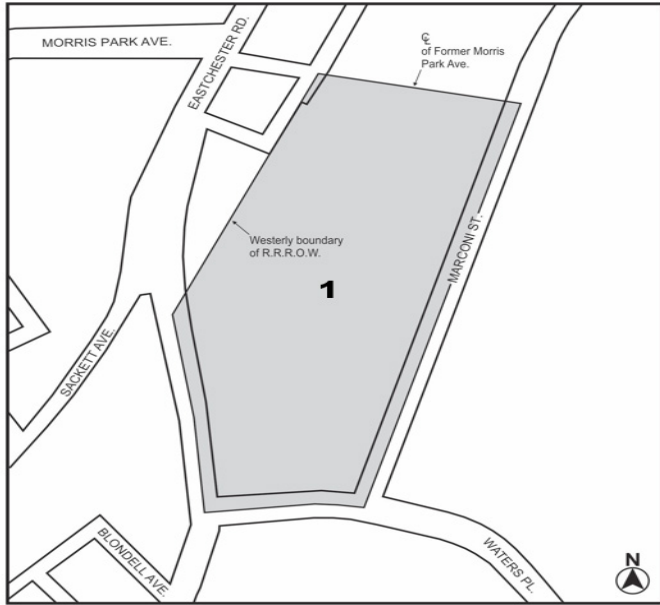 MORRIS PARK AVE.
EASTCHESTER RD.
℄
of Former Morris
Park Ave.
Westerly boundary
of R.R.R.O.W.
1
MARCONI ST.
SACKETT AVE.
BLONDELL AVE.
WATERS PL.
N